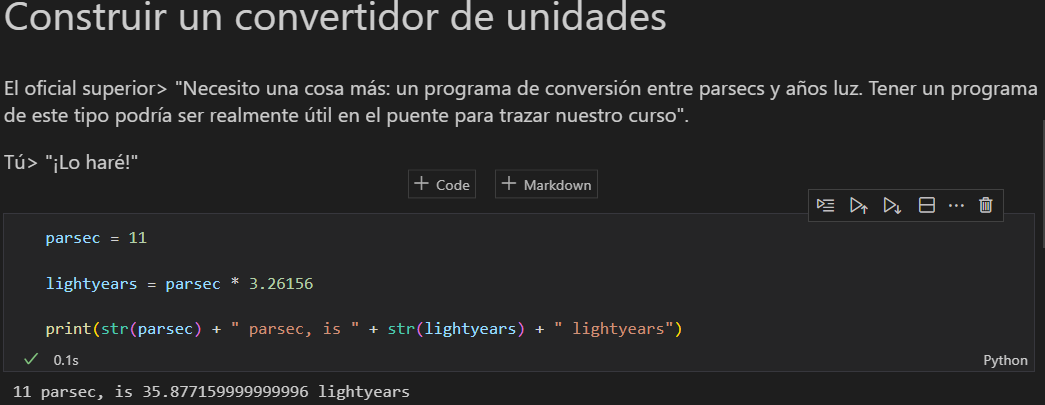 Construir un convertidor de unidades
El oficial superior> "Necesito una cosa más: un programa de conversión entre parsecs y años luz. Tener un programa
de este tipo podría ser realmente útil en el puente para trazar nuestro curso".
Tú> "¡Lo haré!"
+ Code + Markdown
parsec = 11
lightyears = parsec * 3.26156
print(str(parsec) + " parsec, is " + str(lightyears) + " lightyears")
0.1s Python
11 parsec, is 35.877159999999996 lightyears